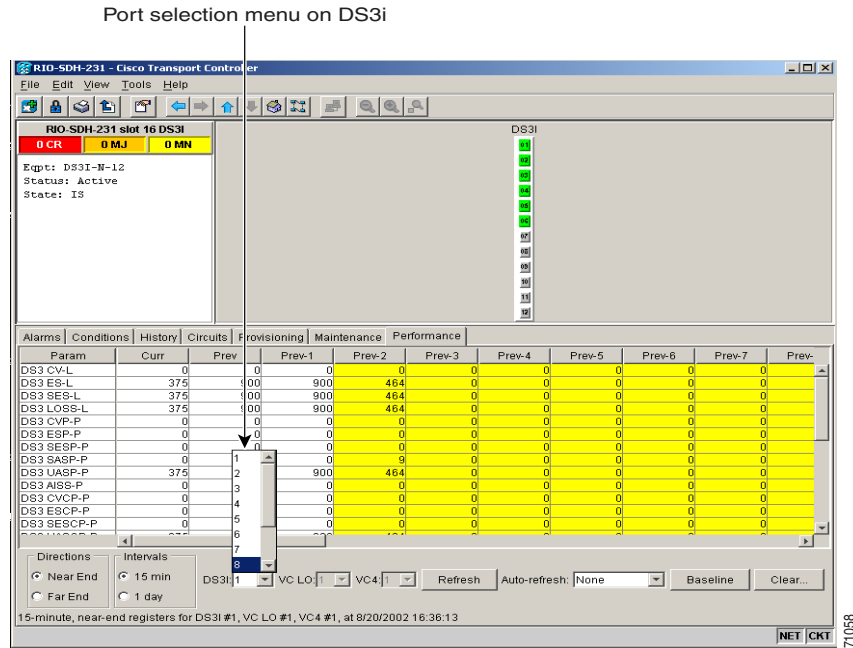 Port selection menu on DS3i
RIO-SDH-231 - Cisco Transport Controller
File Edit View Tools Help
RIO-SDH-231 slot 16 DS3I
0 CR 0 MJ 0 MN
Eqpt: DS3I-N-12
Status: Active
State: IS
DS3I
01
02
03
04
05
06
07
08
09
10
11
12
Alarms Conditions History Circuits Provisioning Maintenance Performance
Param Curr Prev Prev-1 Prev-2 Prev-3 Prev-4 Prev-5 Prev-6 Prev-7 Prev-
DS3 CV-L 0 0 0 0 0 0 0 0 0
DS3 ES-L 375 900 900 464 0 0 0 0 0
DS3 SES-L 375 900 900 464 0 0 0 0 0
DS3 LOSS-L 375 900 900 464 0 0 0 0 0
DS3 CVP-P 0 0 0 0 0 0 0 0 0
DS3 ESP-P 0 0 0 0 0 0 0 0 0
DS3 SESP-P 0 0 0 0 0 0 0 0 0
DS3 SASP-P 0 0 9 0 0 0 0 0
DS3 UASP-P 375 900 464 0 0 0 0 0
DS3 AISS-P 0 0 0 0 0 0 0 0
DS3 CVCP-P 0 0 0 0 0 0 0 0
DS3 ESCP-P 0 0 0 0 0 0 0 0
DS3 SESCP-P 0 0 0 0 0 0 0 0
1
2
3
4
5
6
7
8
Directions Intervals
Near End 15 min DS3I: 1 VC LO: 1 VC4: 1 Refresh Auto-refresh: None Baseline Clear...
Far End 1 day
15-minute, near-end registers for DS3I #1, VC LO #1, VC4 #1, at 8/20/2002 16:36:13
NET CKT
71058